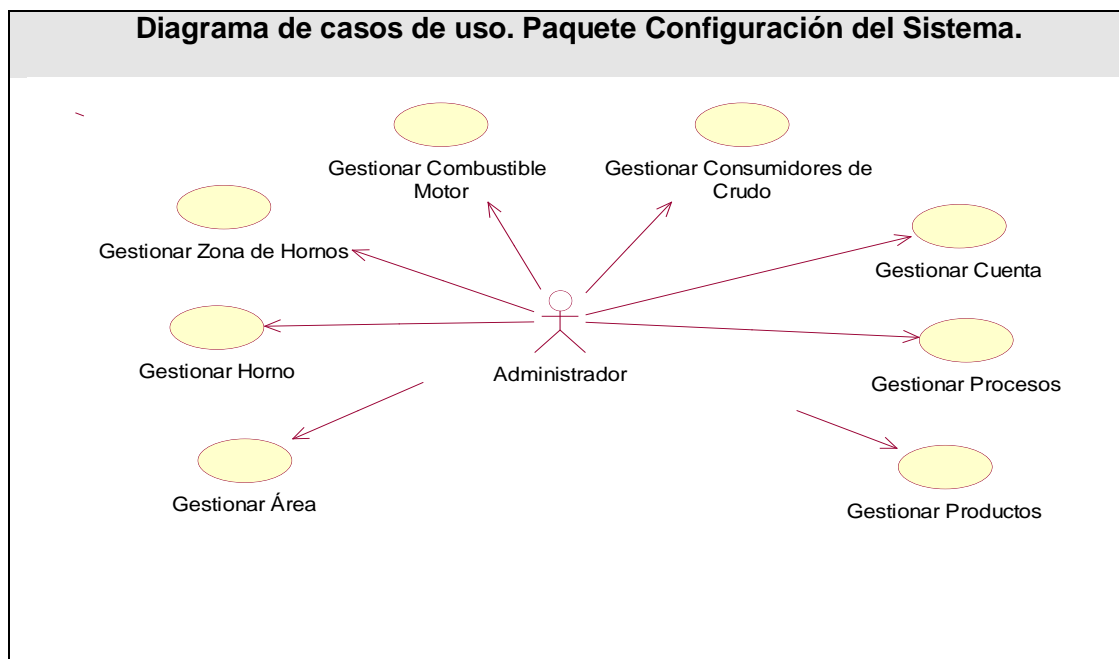 Diagrama de casos de uso. Paquete Configuración del Sistema.
Gestionar Combustible
Motor
Gestionar Consumidores de
Crudo
Gestionar Zona de Hornos
Gestionar Cuenta
Gestionar Horno
Administrador
Gestionar Procesos
Gestionar Área
Gestionar Productos